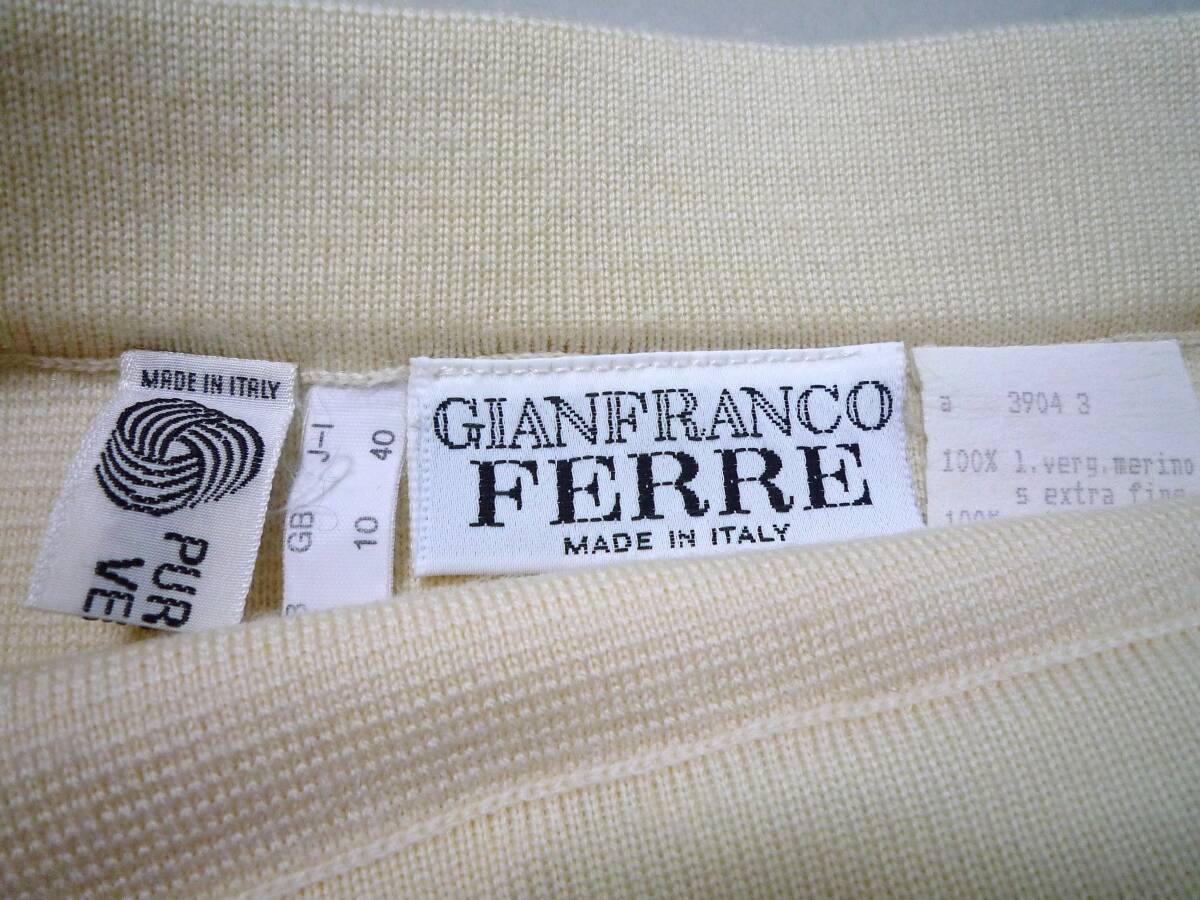 MADE IN ITALY
PUR
VE
J-I 40
GB 10
GIANFRANCO
FERRE
MADE IN ITALY
a 3904 3
100% l.verg.merino
s extra fine